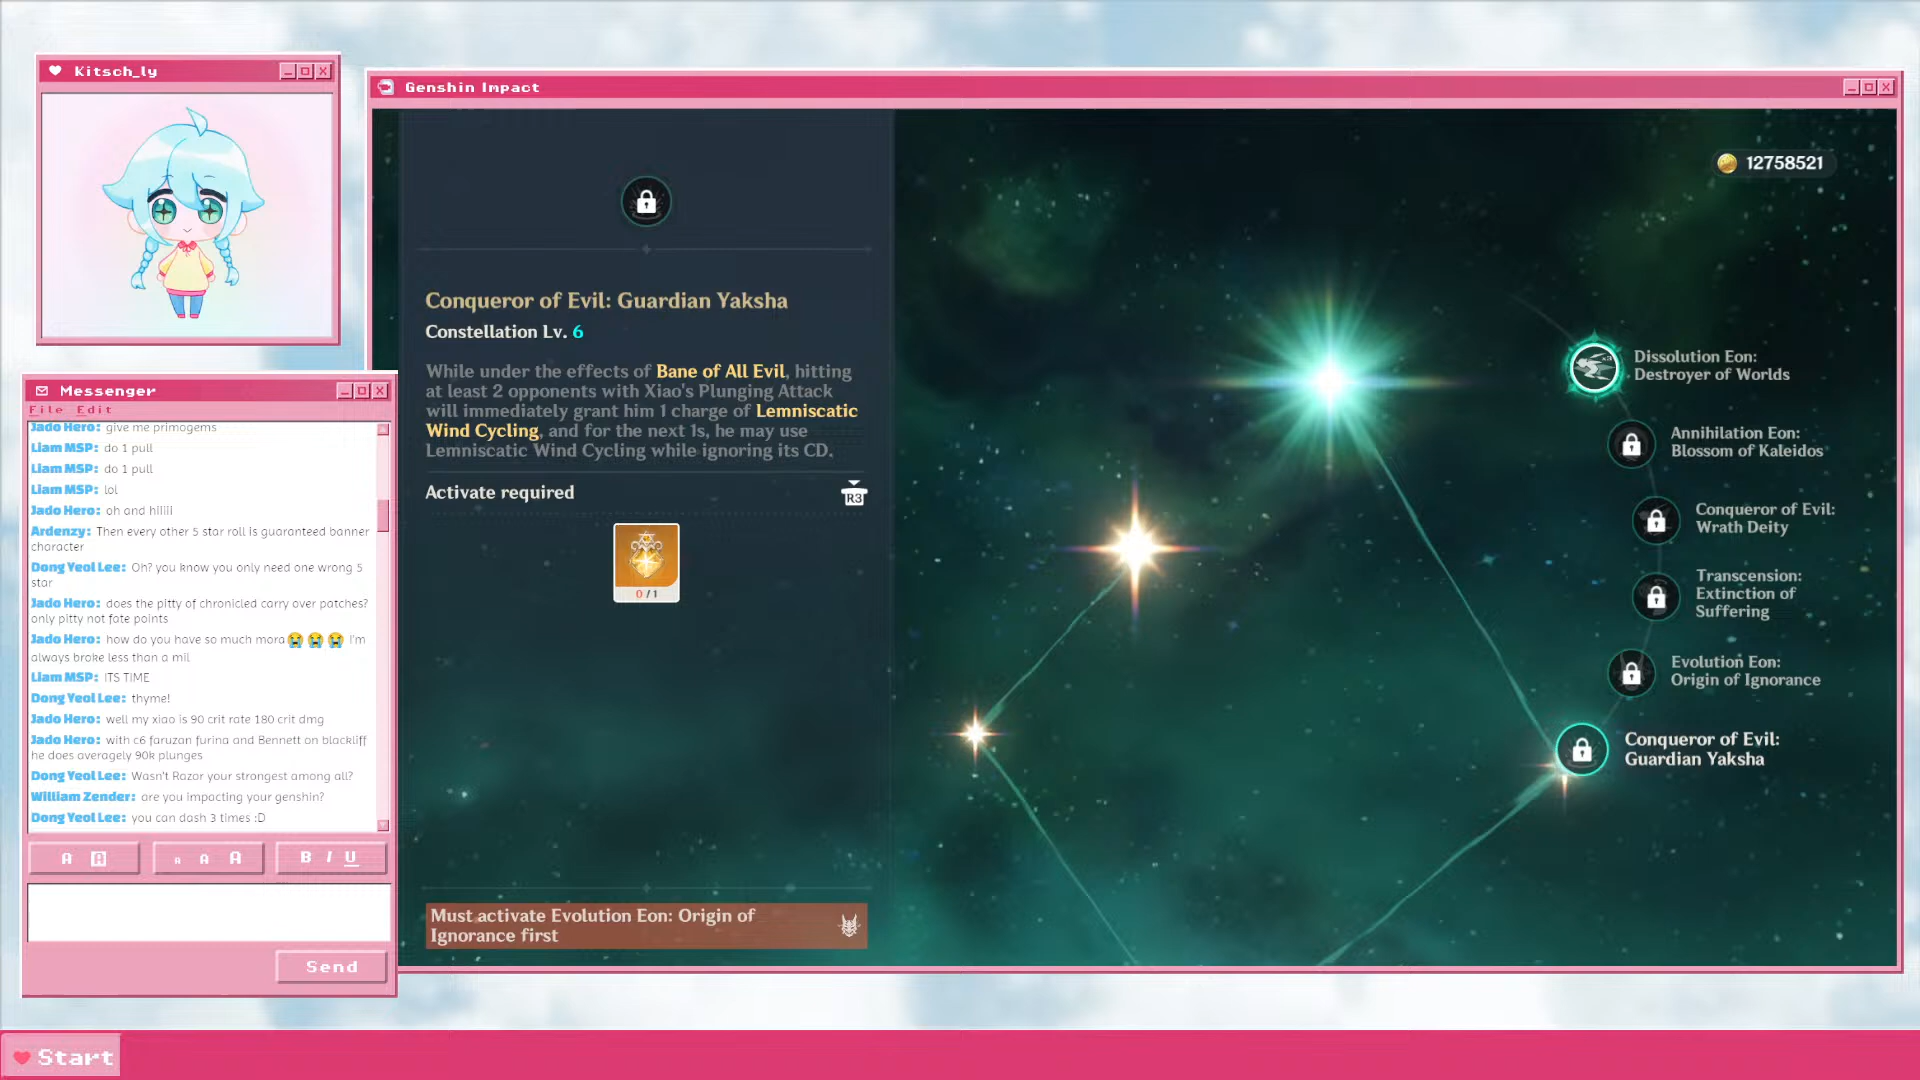 Kitsch_ly
Genshin Impact
12758521
Conqueror of Evil: Guardian Yaksha
Constellation Lv. 6
While under the effects of Bane of All Evil, hitting
at least 2 opponents with Xiao's Plunging Attack
will immediately grant him 1 charge of Lemniscatic
Wind Cycling, and for the next 1s, he may use
Lemniscatic Wind Cycling while ignoring its CD.
Activate required
R3
0 / 1
Must activate Evolution Eon: Origin of
Ignorance first
Dissolution Eon:
Destroyer of Worlds
Annihilation Eon:
Blossom of Kaleidos
Conqueror of Evil:
Wrath Deity
Transcension:
Extinction of
Suffering
Evolution Eon:
Origin of Ignorance
Conqueror of Evil:
Guardian Yaksha
Messenger
File Edit
Jado Hero: give me primogems
Liam MSP: do 1 pull
Liam MSP: do 1 pull
Liam MSP: lol
Jado Hero: oh and hiiiii
Ardenzy: Then every other 5 star roll is guaranteed banner
character
Dong Yeol Lee: Oh? you know you only need one wrong 5
star
Jado Hero: does the pitty of chronicled carry over patches?
only pitty not fate points
Jado Hero: how do you have so much mora😭😭😭 I'm
always broke less than a mil
Liam MSP: ITS TIME
Dong Yeol Lee: thyme!
Jado Hero: well my xiao is 90 crit rate 180 crit dmg
Jado Hero: with c6 faruzan furina and Bennett on blackliff
he does averagely 90k plunges
Dong Yeol Lee: Wasn't Razor your strongest among all?
William Zender: are you impacting your genshin?
Dong Yeol Lee: you can dash 3 times :D
A A A A A B I U
Send
Start